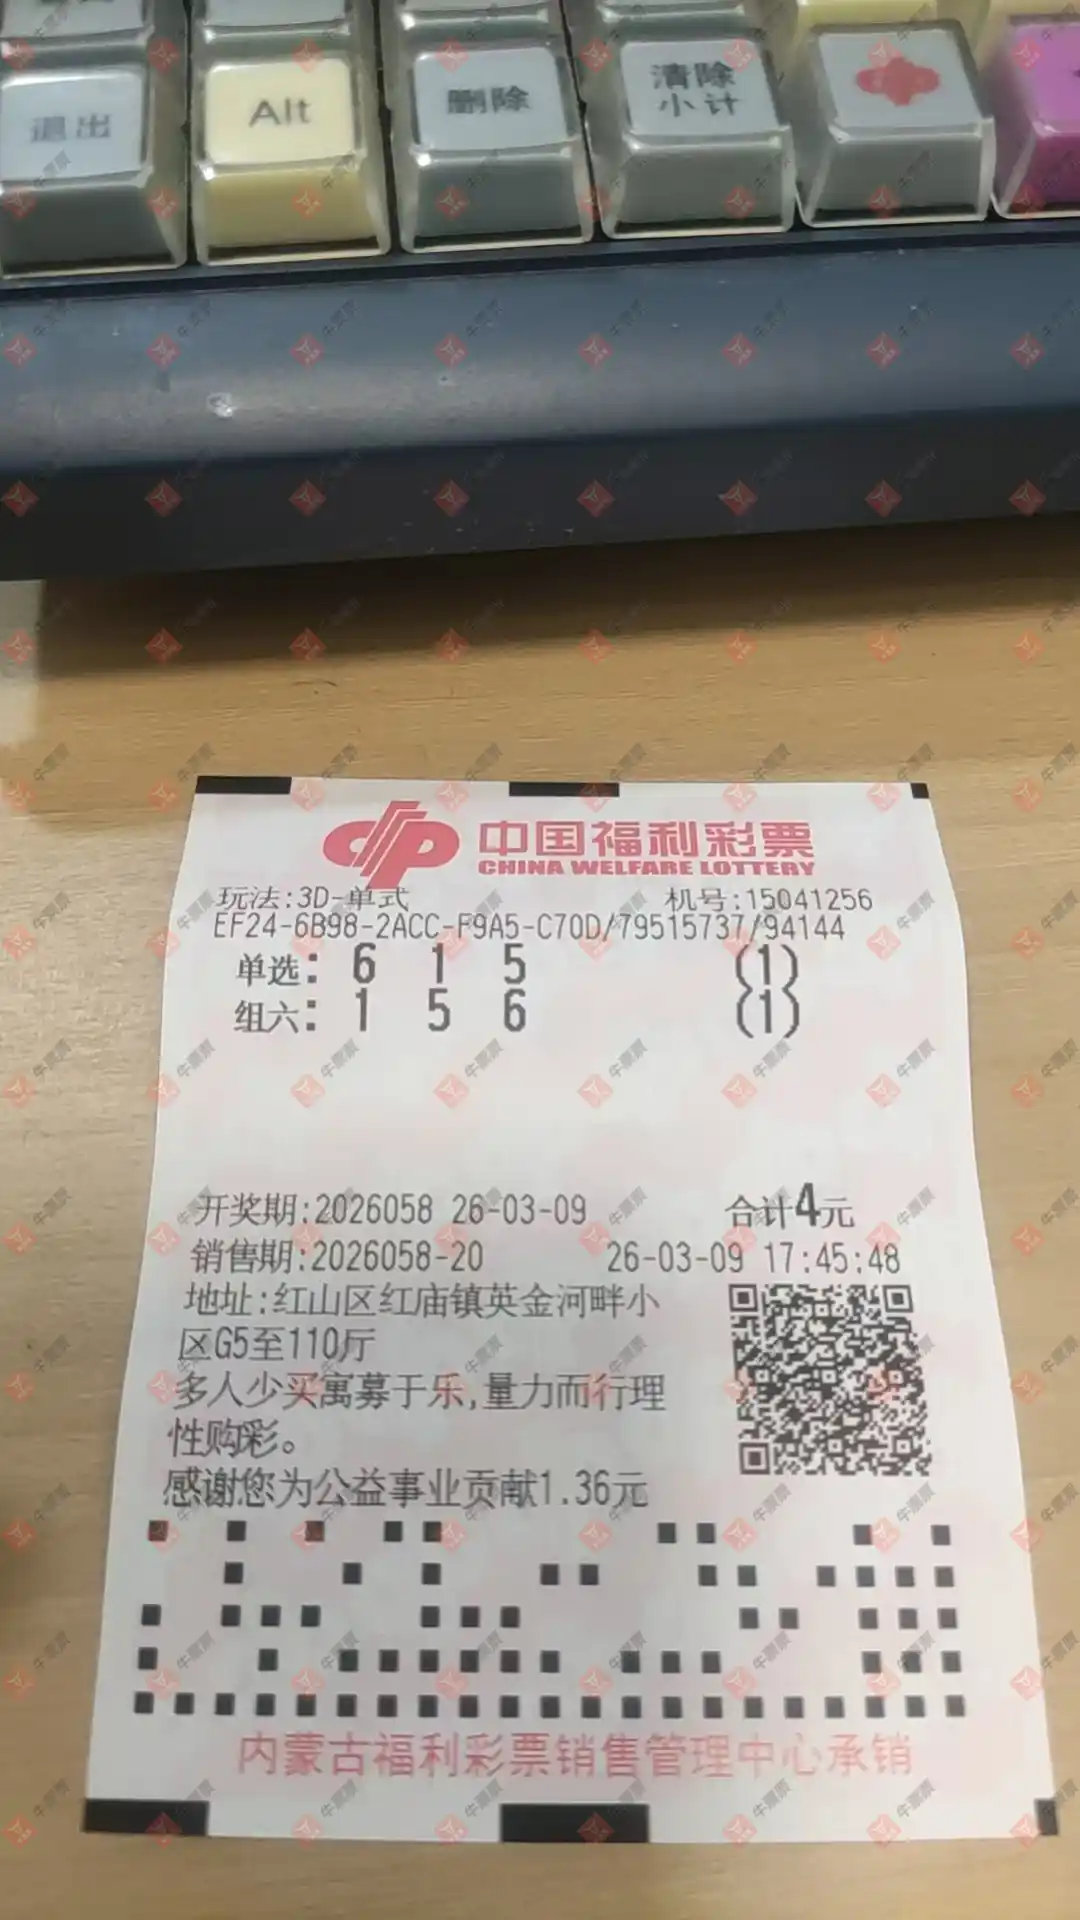 退出
Alt
删除
清除
小计
中国福利彩票
CHINA WELFARE LOTTERY
玩法:3D-单式 机号:15041256
EF24-6B98-2ACC-F9A5-C70D/79515737/94144
单选: 6 1 5 (1)
组六: 1 5 6 (1)
开奖期:2026058 26-03-09 合计4元
销售期:2026058-20 26-03-09 17:45:48
地址:红山区红庙镇英金河畔小
区G5至110厅
多人少买寓募于乐,量力而行理
性购彩。
感谢您为公益事业贡献1.36元
内蒙古福利彩票销售管理中心承销
牛票票